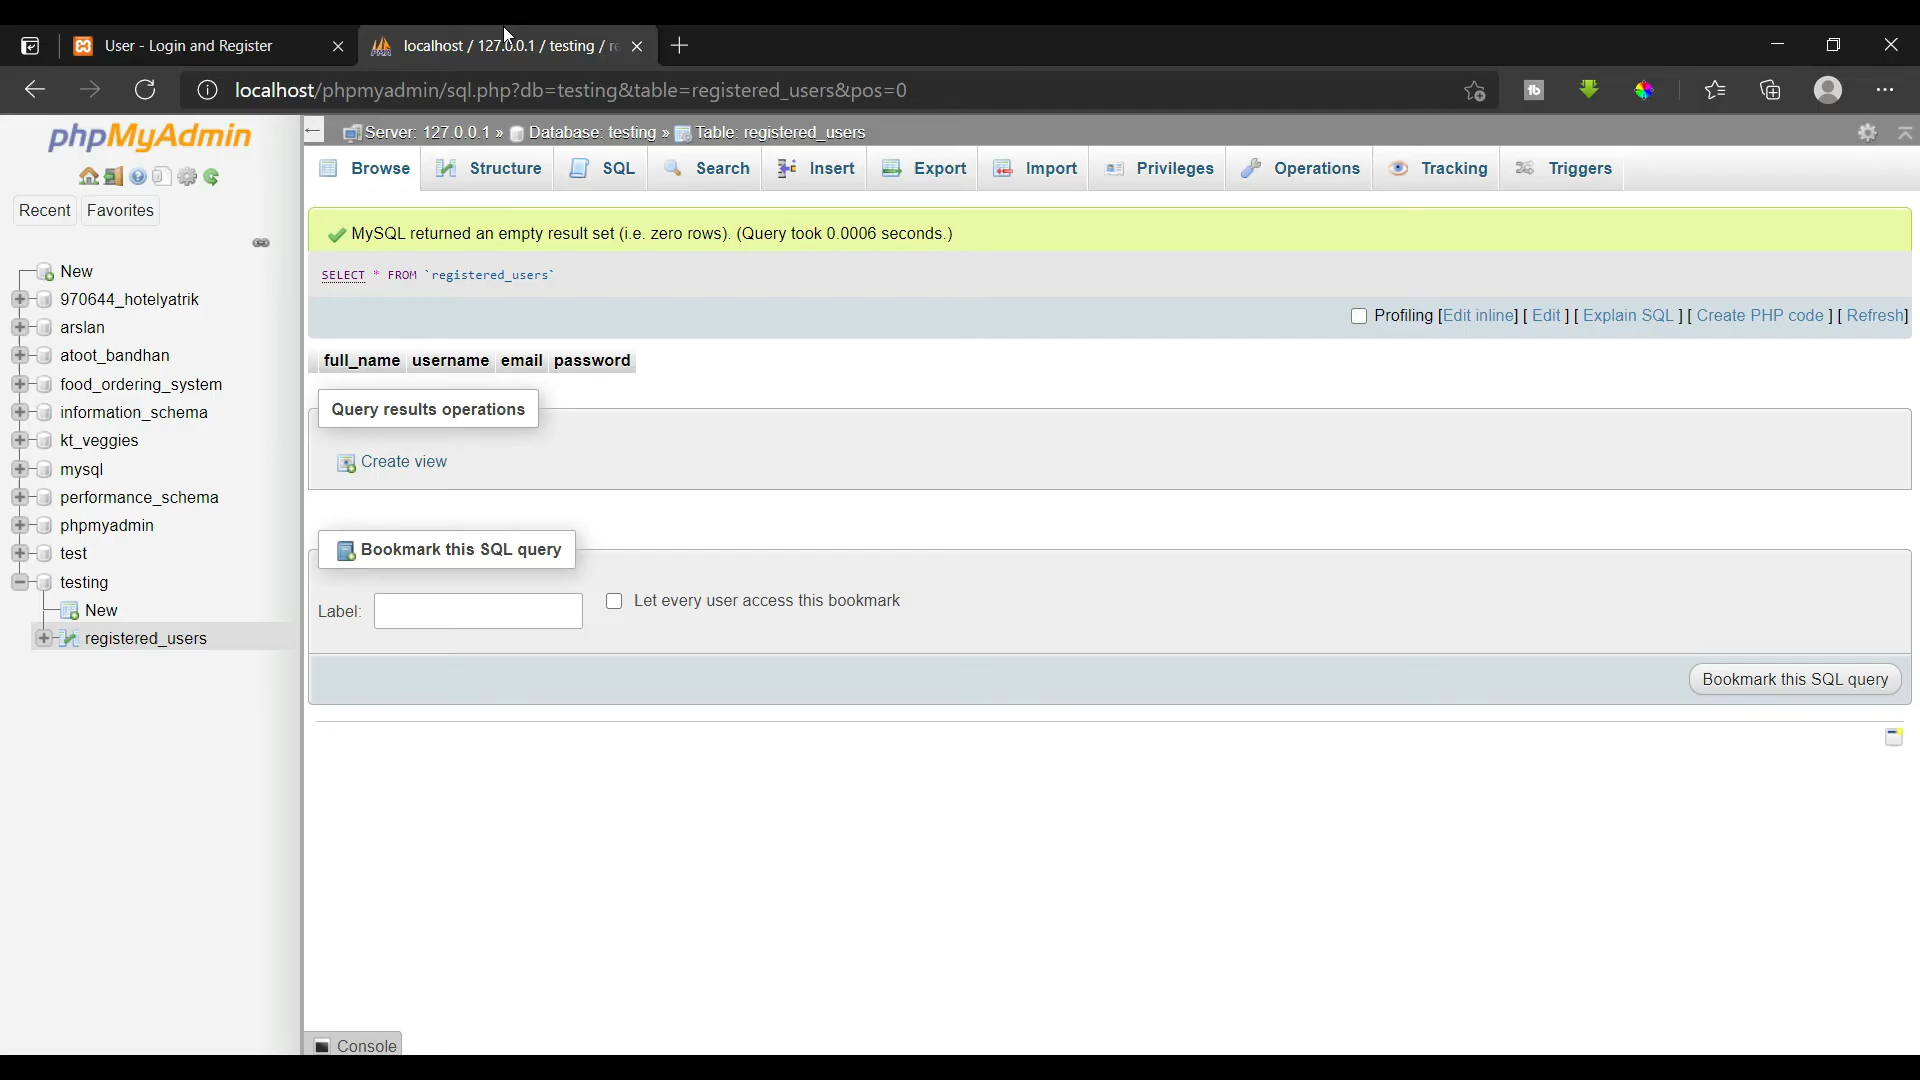 User - Login and Register
localhost / 127.0.0.1 / testing / re
localhost/phpmyadmin/sql.php?db=testing&table=registered_users&pos=0
phpMyAdmin
Recent Favorites
New
970644_hotelyatrik
arslan
atoot_bandhan
food_ordering_system
information_schema
kt_veggies
mysql
performance_schema
phpmyadmin
test
testing
New
registered_users
Server: 127.0.0.1 » Database: testing » Table: registered_users
Browse Structure SQL Search Insert Export Import Privileges Operations Tracking Triggers
MySQL returned an empty result set (i.e. zero rows). (Query took 0.0006 seconds.)
SELECT * FROM `registered_users`
Profiling [Edit inline] [ Edit ] [ Explain SQL ] [ Create PHP code ] [ Refresh]
full_name username email password
Query results operations
Create view
Bookmark this SQL query
Label: Let every user access this bookmark
Bookmark this SQL query
Console